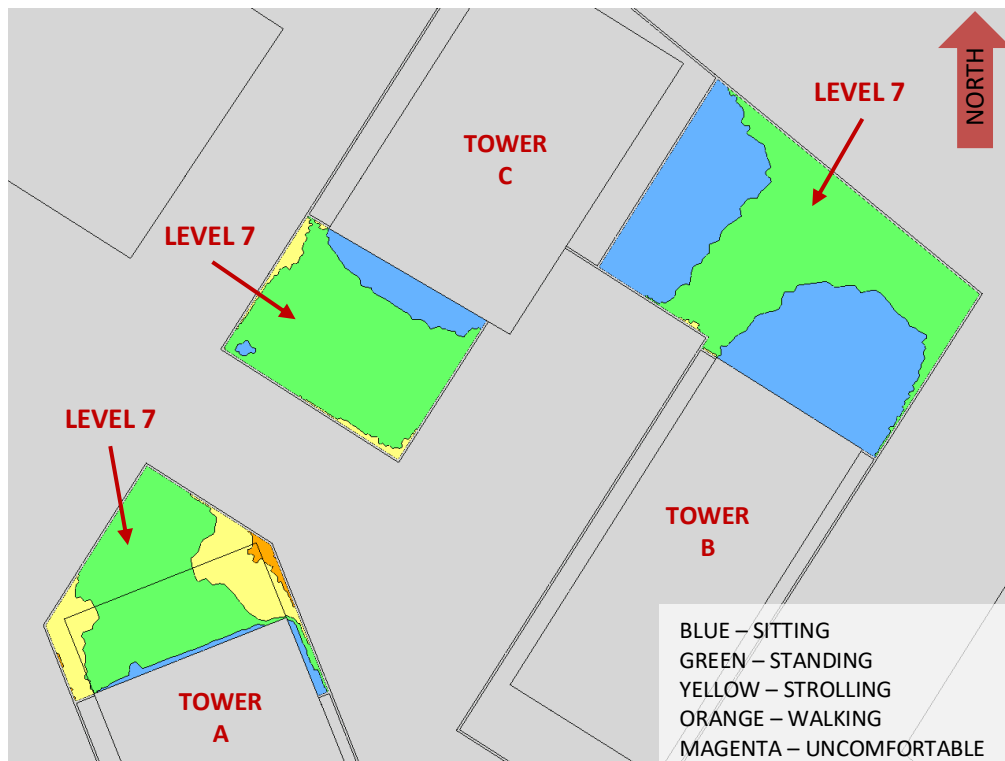 NORTH
LEVEL 7
TOWER
C
LEVEL 7
LEVEL 7
TOWER
B
TOWER
A
BLUE – SITTING
GREEN – STANDING
YELLOW – STROLLING
ORANGE – WALKING
MAGENTA – UNCOMFORTABLE